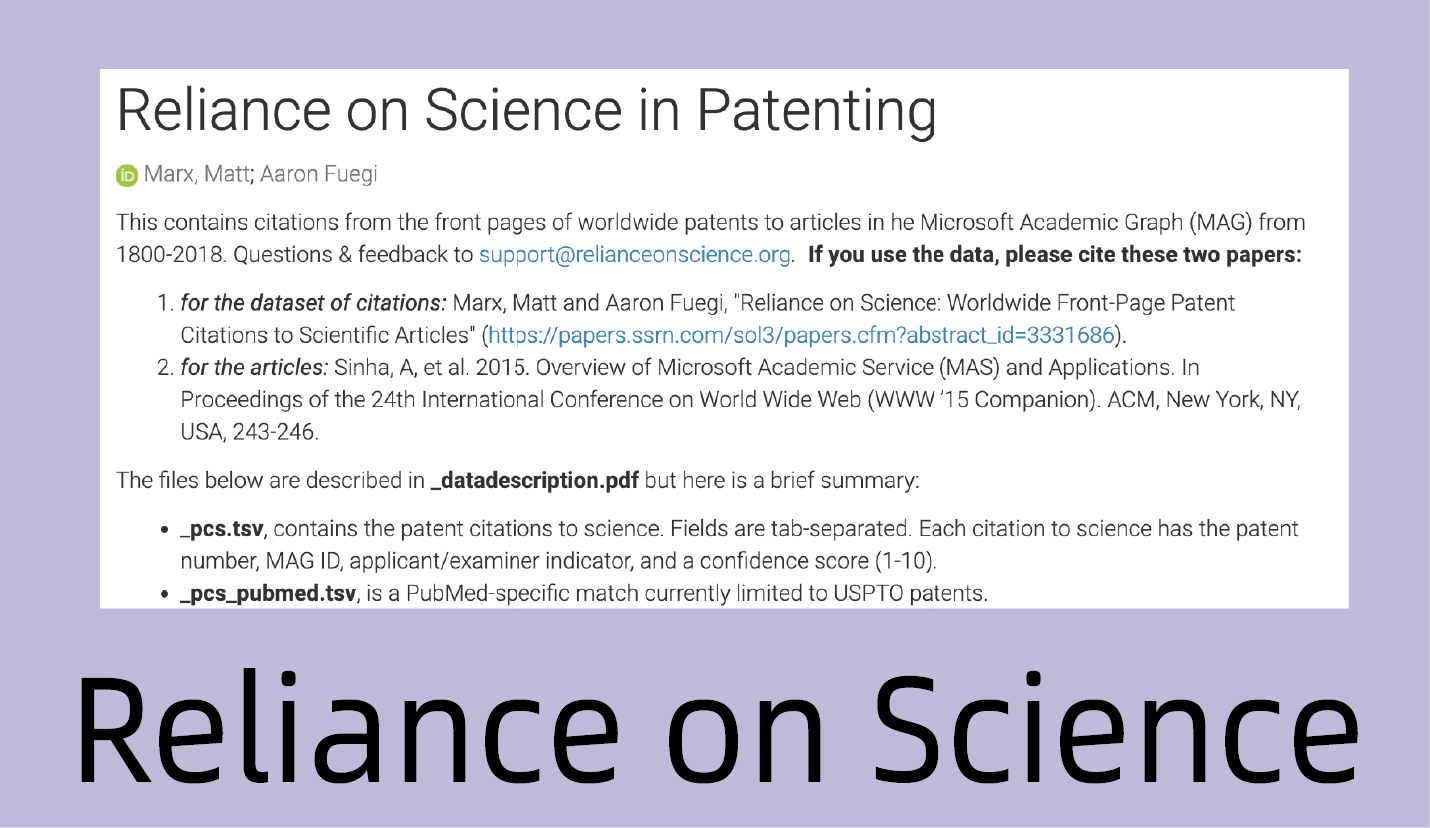 Reliance on Science in Patenting
iD Marx, Matt; Aaron Fuegi
This contains citations from the front pages of worldwide patents to articles in he Microsoft Academic Graph (MAG) from
1800-2018. Questions & feedback to support@relianceonscience.org. If you use the data, please cite these two papers:
1. for the dataset of citations: Marx, Matt and Aaron Fuegi, "Reliance on Science: Worldwide Front-Page Patent
Citations to Scientific Articles" (https://papers.ssrn.com/sol3/papers.cfm?abstract_id=3331686).
2. for the articles: Sinha, A, et al. 2015. Overview of Microsoft Academic Service (MAS) and Applications. In
Proceedings of the 24th International Conference on World Wide Web (WWW ’15 Companion). ACM, New York, NY,
USA, 243-246.
The files below are described in _datadescription.pdf but here is a brief summary:
• _pcs.tsv, contains the patent citations to science. Fields are tab-separated. Each citation to science has the patent
number, MAG ID, applicant/examiner indicator, and a confidence score (1-10).
• _pcs_pubmed.tsv, is a PubMed-specific match currently limited to USPTO patents.
Reliance on Science